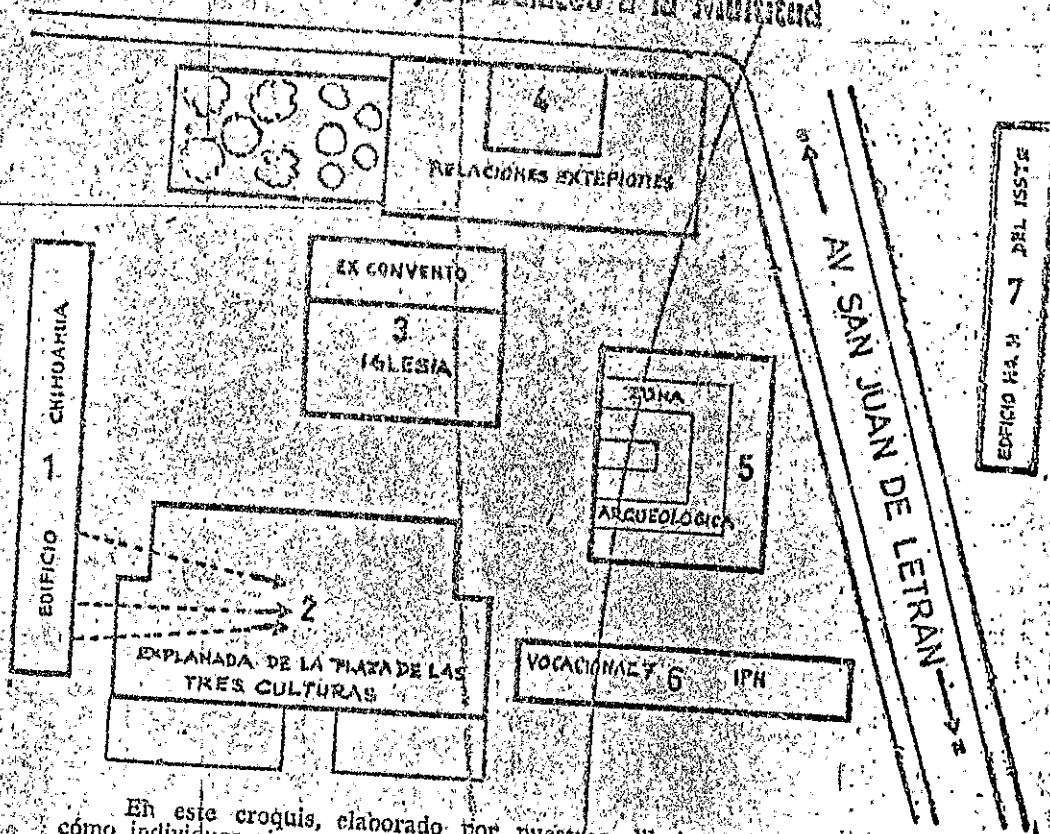 a la Multitud
4
RELACIONES EXTERIORES
EX CONVENTO
3
IGLESIA
EDIFICIO 1 CHIHUAHUA
ZONA
5
ARQUEOLOGICA
S
AV. SAN JUAN DE LETRAN
N
EDIFICIO 7 DEL ISSSTE
2
EXPLANADA DE LA PLAZA DE LAS
TRES CULTURAS
VOCACIONAL 7 6 IPN
En este croquis, elaborado por
cómo